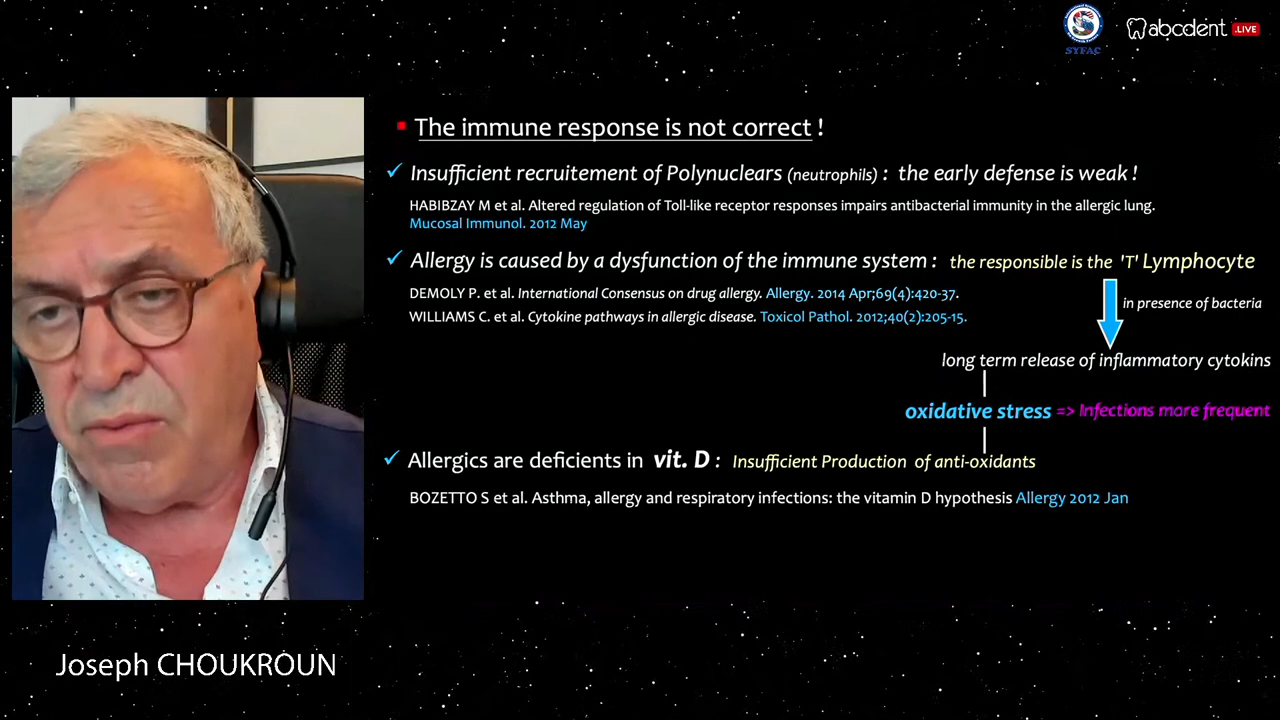 SYFAC
abcdent .LIVE
The immune response is not correct !
Insufficient recruitement of Polynuclears (neutrophils) : the early defense is weak !
HABIBZAY M et al. Altered regulation of Toll-like receptor responses impairs antibacterial immunity in the allergic lung.
Mucosal Immunol. 2012 May
Allergy is caused by a dysfunction of the immune system : the responsible is the 'T' Lymphocyte
DEMOLY P. et al. International Consensus on drug allergy. Allergy. 2014 Apr;69(4):420-37.
in presence of bacteria
WILLIAMS C. et al. Cytokine pathways in allergic disease. Toxicol Pathol. 2012;40(2):205-15.
long term release of inflammatory cytokins
oxidative stress => Infections more frequent
Allergics are deficients in vit. D : Insufficient Production of anti-oxidants
BOZETTO S et al. Asthma, allergy and respiratory infections: the vitamin D hypothesis Allergy 2012 Jan
Joseph CHOUKROUN